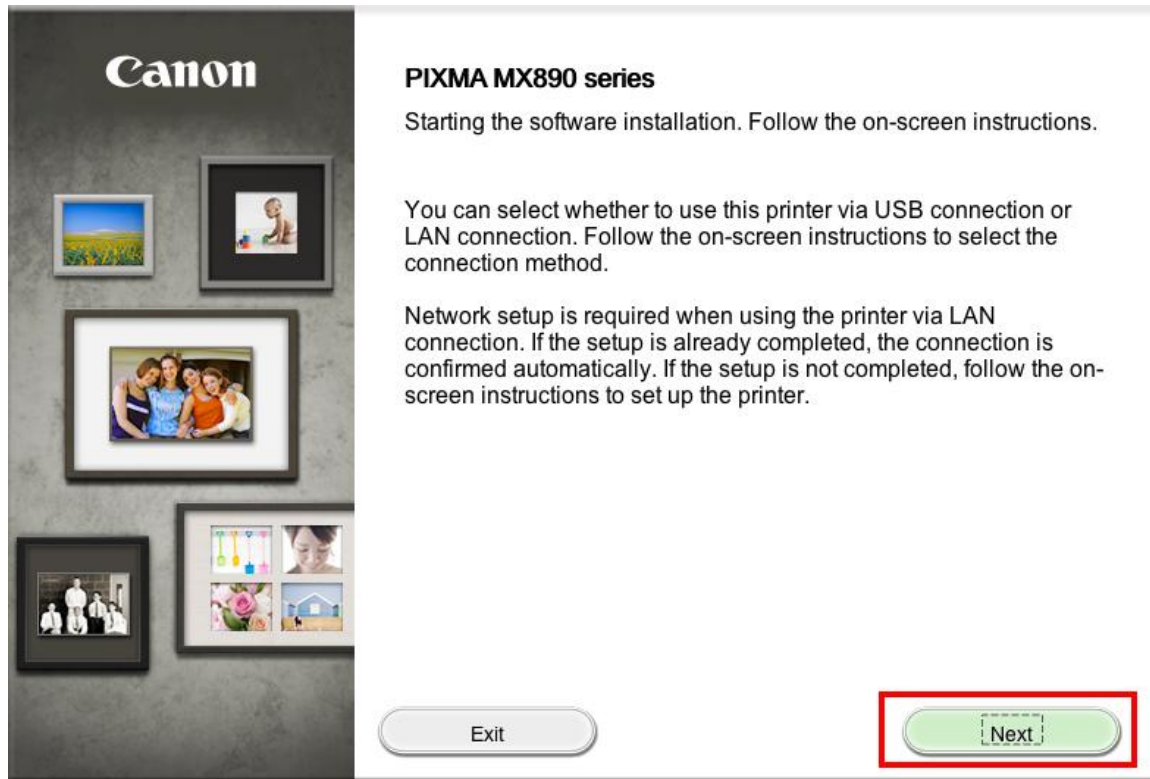 Canon
PIXMA MX890 series
Starting the software installation. Follow the on-screen instructions.
You can select whether to use this printer via USB connection or
LAN connection. Follow the on-screen instructions to select the
connection method.
Network setup is required when using the printer via LAN
connection. If the setup is already completed, the connection is
confirmed automatically. If the setup is not completed, follow the on-
screen instructions to set up the printer.
Exit
Next